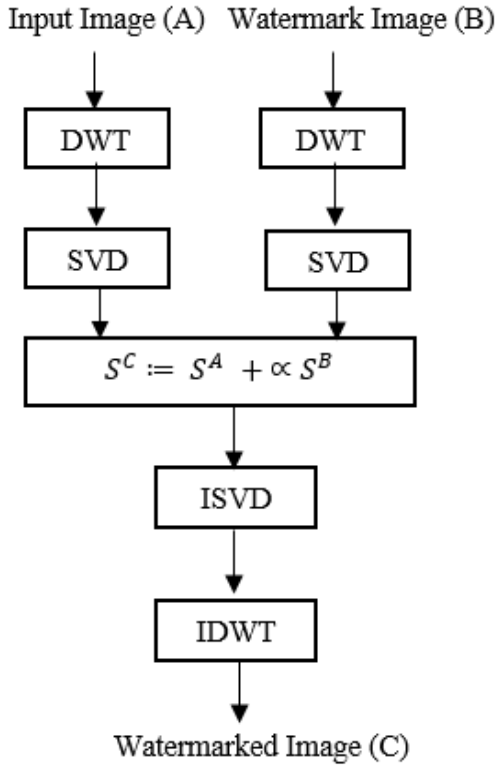 Input Image (A) Watermark Image (B)
DWT DWT
SVD SVD
S^C := S^A + ∝ S^B
ISVD
IDWT
Watermarked Image (C)